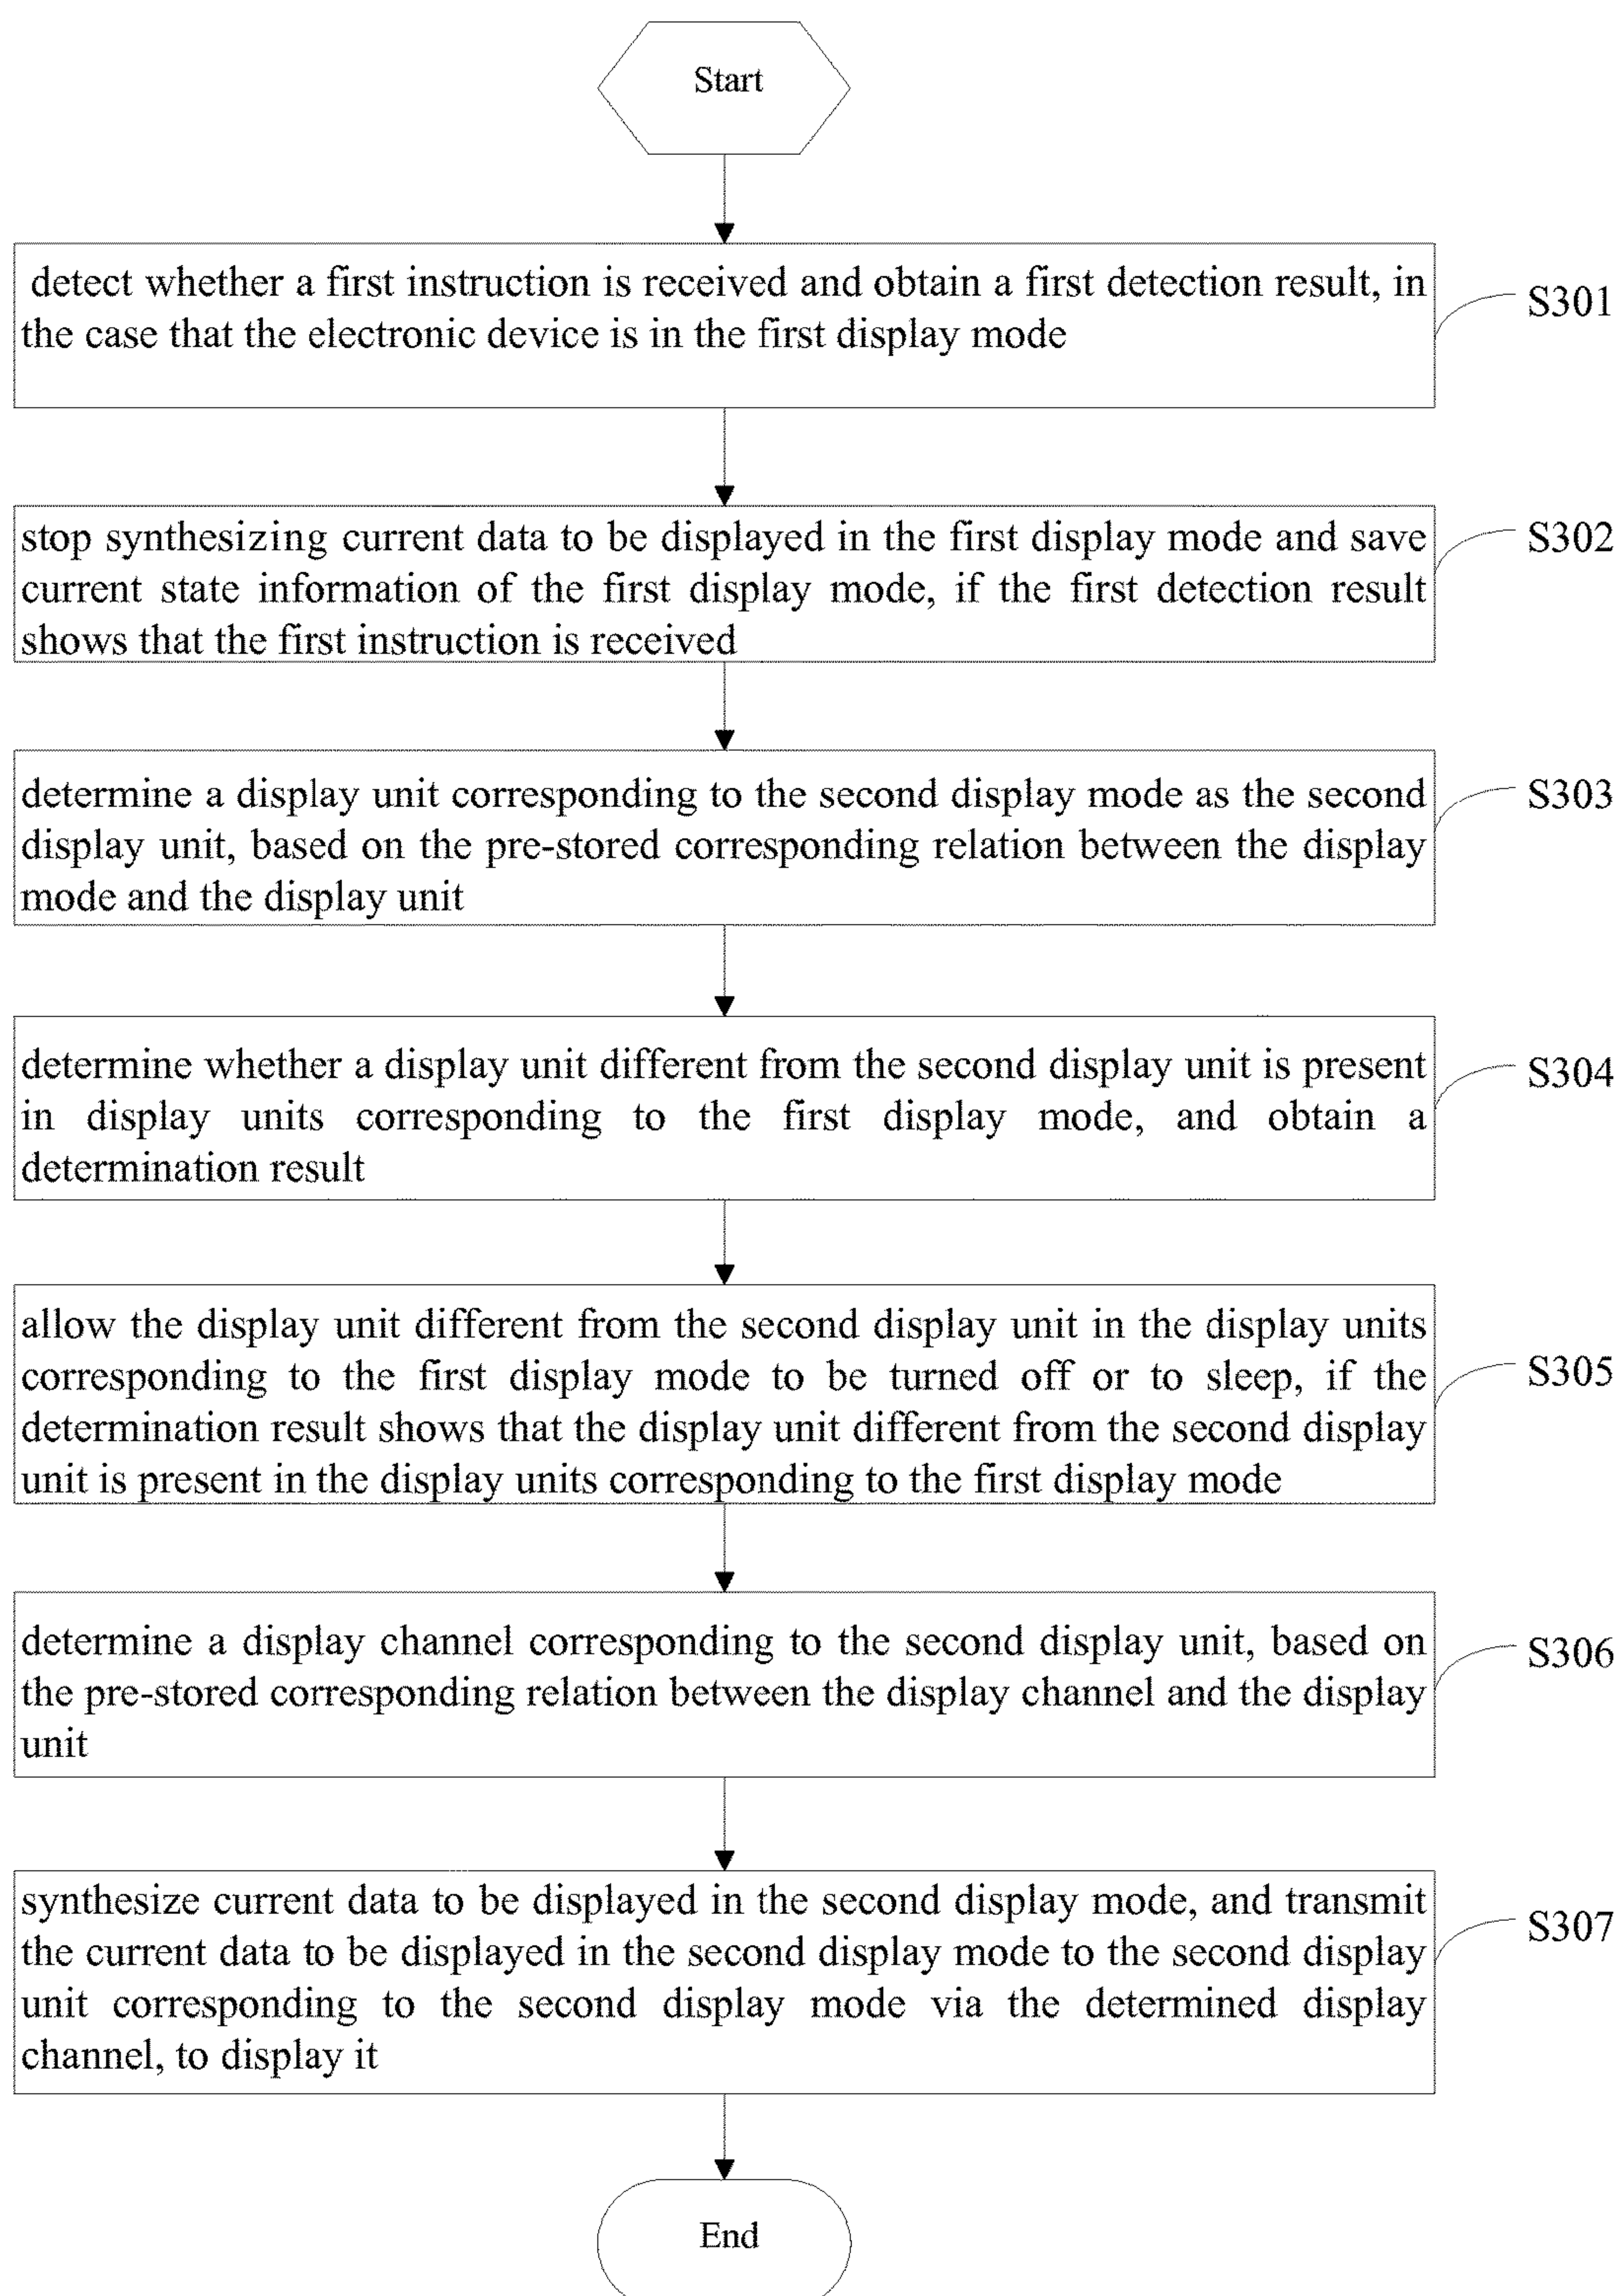 Start
detect whether a first instruction is received and obtain a first detection result, in
the case that the electronic device is in the first display mode
S301
stop synthesizing current data to be displayed in the first display mode and save
current state information of the first display mode, if the first detection result
shows that the first instruction is received
S302
determine a display unit corresponding to the second display mode as the second
display unit, based on the pre-stored corresponding relation between the display
mode and the display unit
S303
determine whether a display unit different from the second display unit is present
in display units corresponding to the first display mode, and obtain a
determination result
S304
allow the display unit different from the second display unit in the display units
corresponding to the first display mode to be turned off or to sleep, if the
determination result shows that the display unit different from the second display
unit is present in the display units corresponding to the first display mode
S305
determine a display channel corresponding to the second display unit, based on
the pre-stored corresponding relation between the display channel and the display
unit
S306
synthesize current data to be displayed in the second display mode, and transmit
the current data to be displayed in the second display mode to the second display
unit corresponding to the second display mode via the determined display
channel, to display it
S307
End